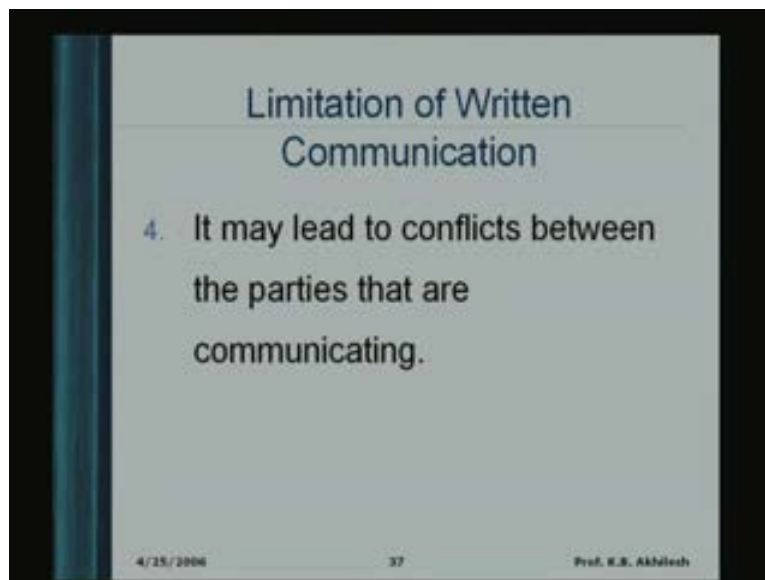 Limitation of Written
Communication
4. It may lead to conflicts between
the parties that are
communicating.
4/25/2006 37 Prof. K.B. Akhilesh